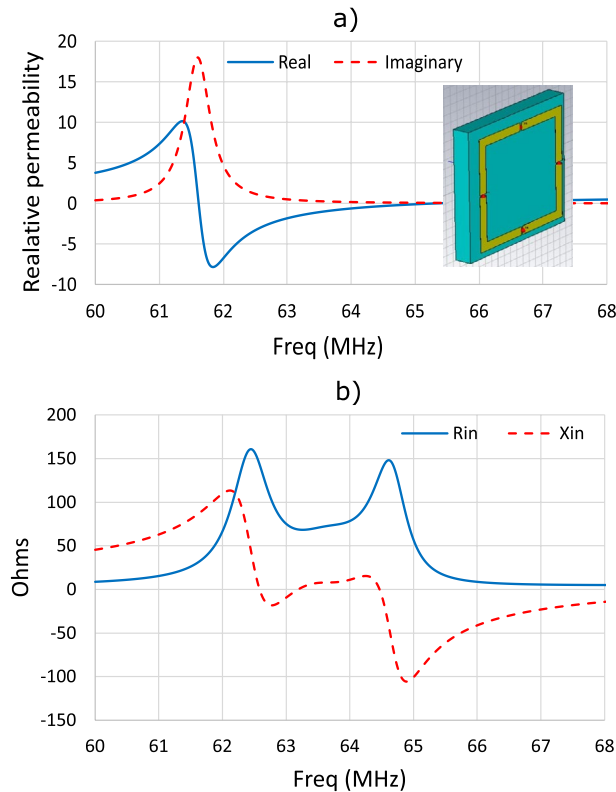 a)
Real Imaginary
Realative permeability
20
15
10
5
0
-5
-10
60 61 62 63 64 65 66 67 68
Freq (MHz)
b)
Rin Xin
Ohms
200
150
100
50
0
-50
-100
-150
60 61 62 63 64 65 66 67 68
Freq (MHz)